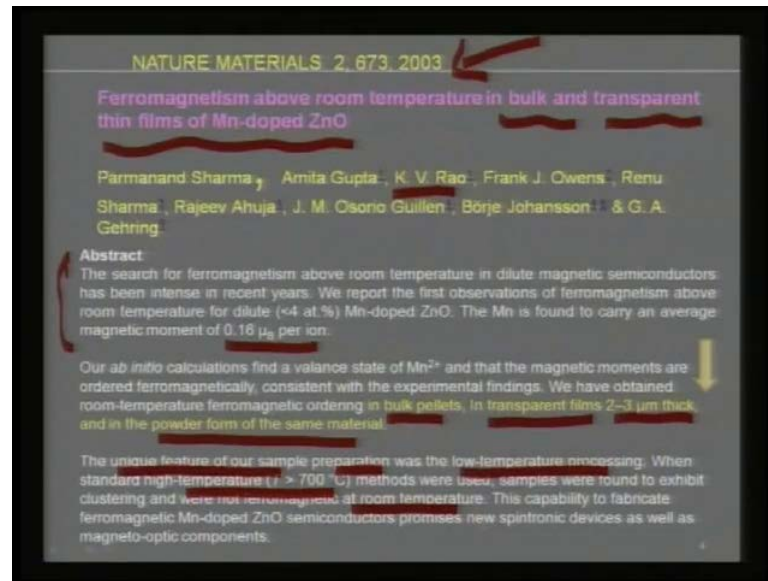 NATURE MATERIALS 2, 673, 2003
Ferromagnetism above room temperature in bulk and transparent
thin films of Mn-doped ZnO
Parmanand Sharma, Amita Gupta, K. V. Rao, Frank J. Owens, Renu
Sharma, Rajeev Ahuja, J. M. Osorio Guillen, Börje Johansson & G. A.
Gehring
Abstract
The search for ferromagnetism above room temperature in dilute magnetic semiconductors
has been intense in recent years. We report the first observations of ferromagnetism above
room temperature for dilute (<4 at.%) Mn-doped ZnO. The Mn is found to carry an average
magnetic moment of 0.16 μB per ion.
Our ab initio calculations find a valance state of Mn2+ and that the magnetic moments are
ordered ferromagnetically, consistent with the experimental findings. We have obtained
room-temperature ferromagnetic ordering in bulk pellets, In transparent films 2–3 μm thick,
and in the powder form of the same material.
The unique feature of our sample preparation was the low-temperature processing. When
standard high-temperature (T > 700 °C) methods were used, samples were found to exhibit
clustering and were not ferromagnetic at room temperature. This capability to fabricate
ferromagnetic Mn-doped ZnO semiconductors promises new spintronic devices as well as
magneto-optic components.